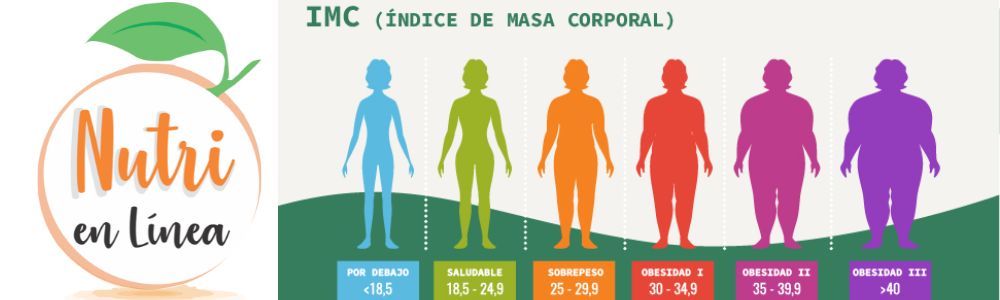 Nutri
en Línea
IMC (ÍNDICE DE MASA CORPORAL)
POR DEBAJO
<18,5
SALUDABLE
18,5 - 24,9
SOBREPESO
25 - 29,9
OBESIDAD I
30 - 34,9
OBESIDAD II
35 - 39,9
OBESIDAD III
>40